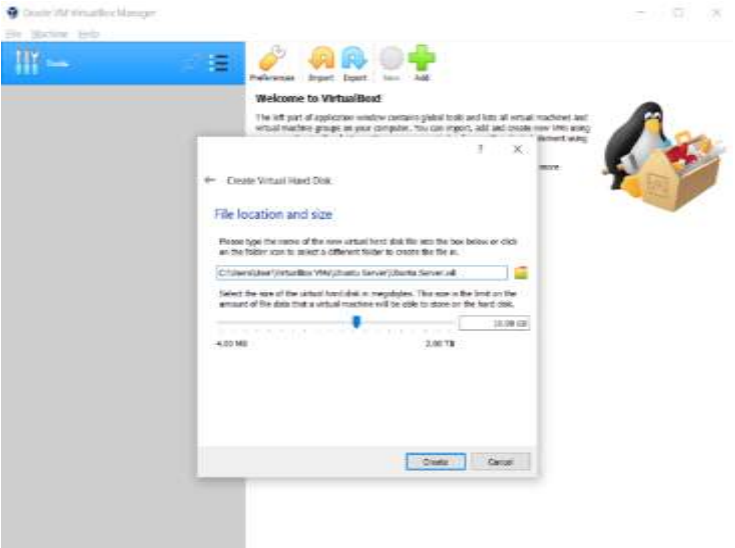 Oracle VM VirtualBox Manager
File Machine Help
Tools
Preferences Import Export New Add
Welcome to VirtualBox!
The left part of application window contains global tools and lists all virtual machines and
virtual machine groups on your computer. You can import, add and create new VMs using
element using
more
? X
Create Virtual Hard Disk
File location and size
Please type the name of the new virtual hard disk file into the box below or click
on the folder icon to select a different folder to create the file in.
C:\Users\User\VirtualBox VMs\Ubuntu Server\Ubuntu Server.vdi
Select the size of the virtual hard disk in megabytes. This size is the limit on the
amount of file data that a virtual machine will be able to store on the hard disk.
4,00 MB 2,00 TB
Create Cancel